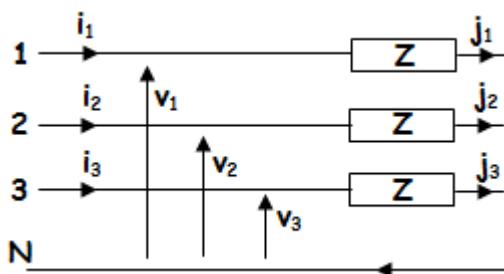 i₁ j₁
1 Z
v₁
i₂ j₂
2 Z
v₂
i₃ j₃
3 Z
v₃
N